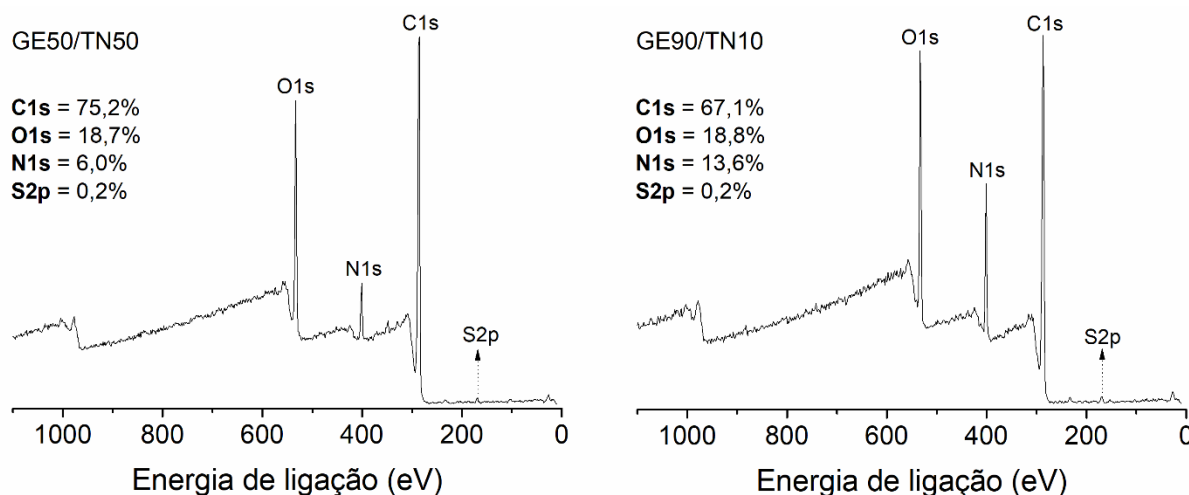 GE50/TN50
C1s = 75,2%
O1s = 18,7%
N1s = 6,0%
S2p = 0,2%
O1s
N1s
C1s
S2p
1000 800 600 400 200 0
Energia de ligação (eV)
GE90/TN10
C1s = 67,1%
O1s = 18,8%
N1s = 13,6%
S2p = 0,2%
O1s
N1s
C1s
S2p
1000 800 600 400 200 0
Energia de ligação (eV)